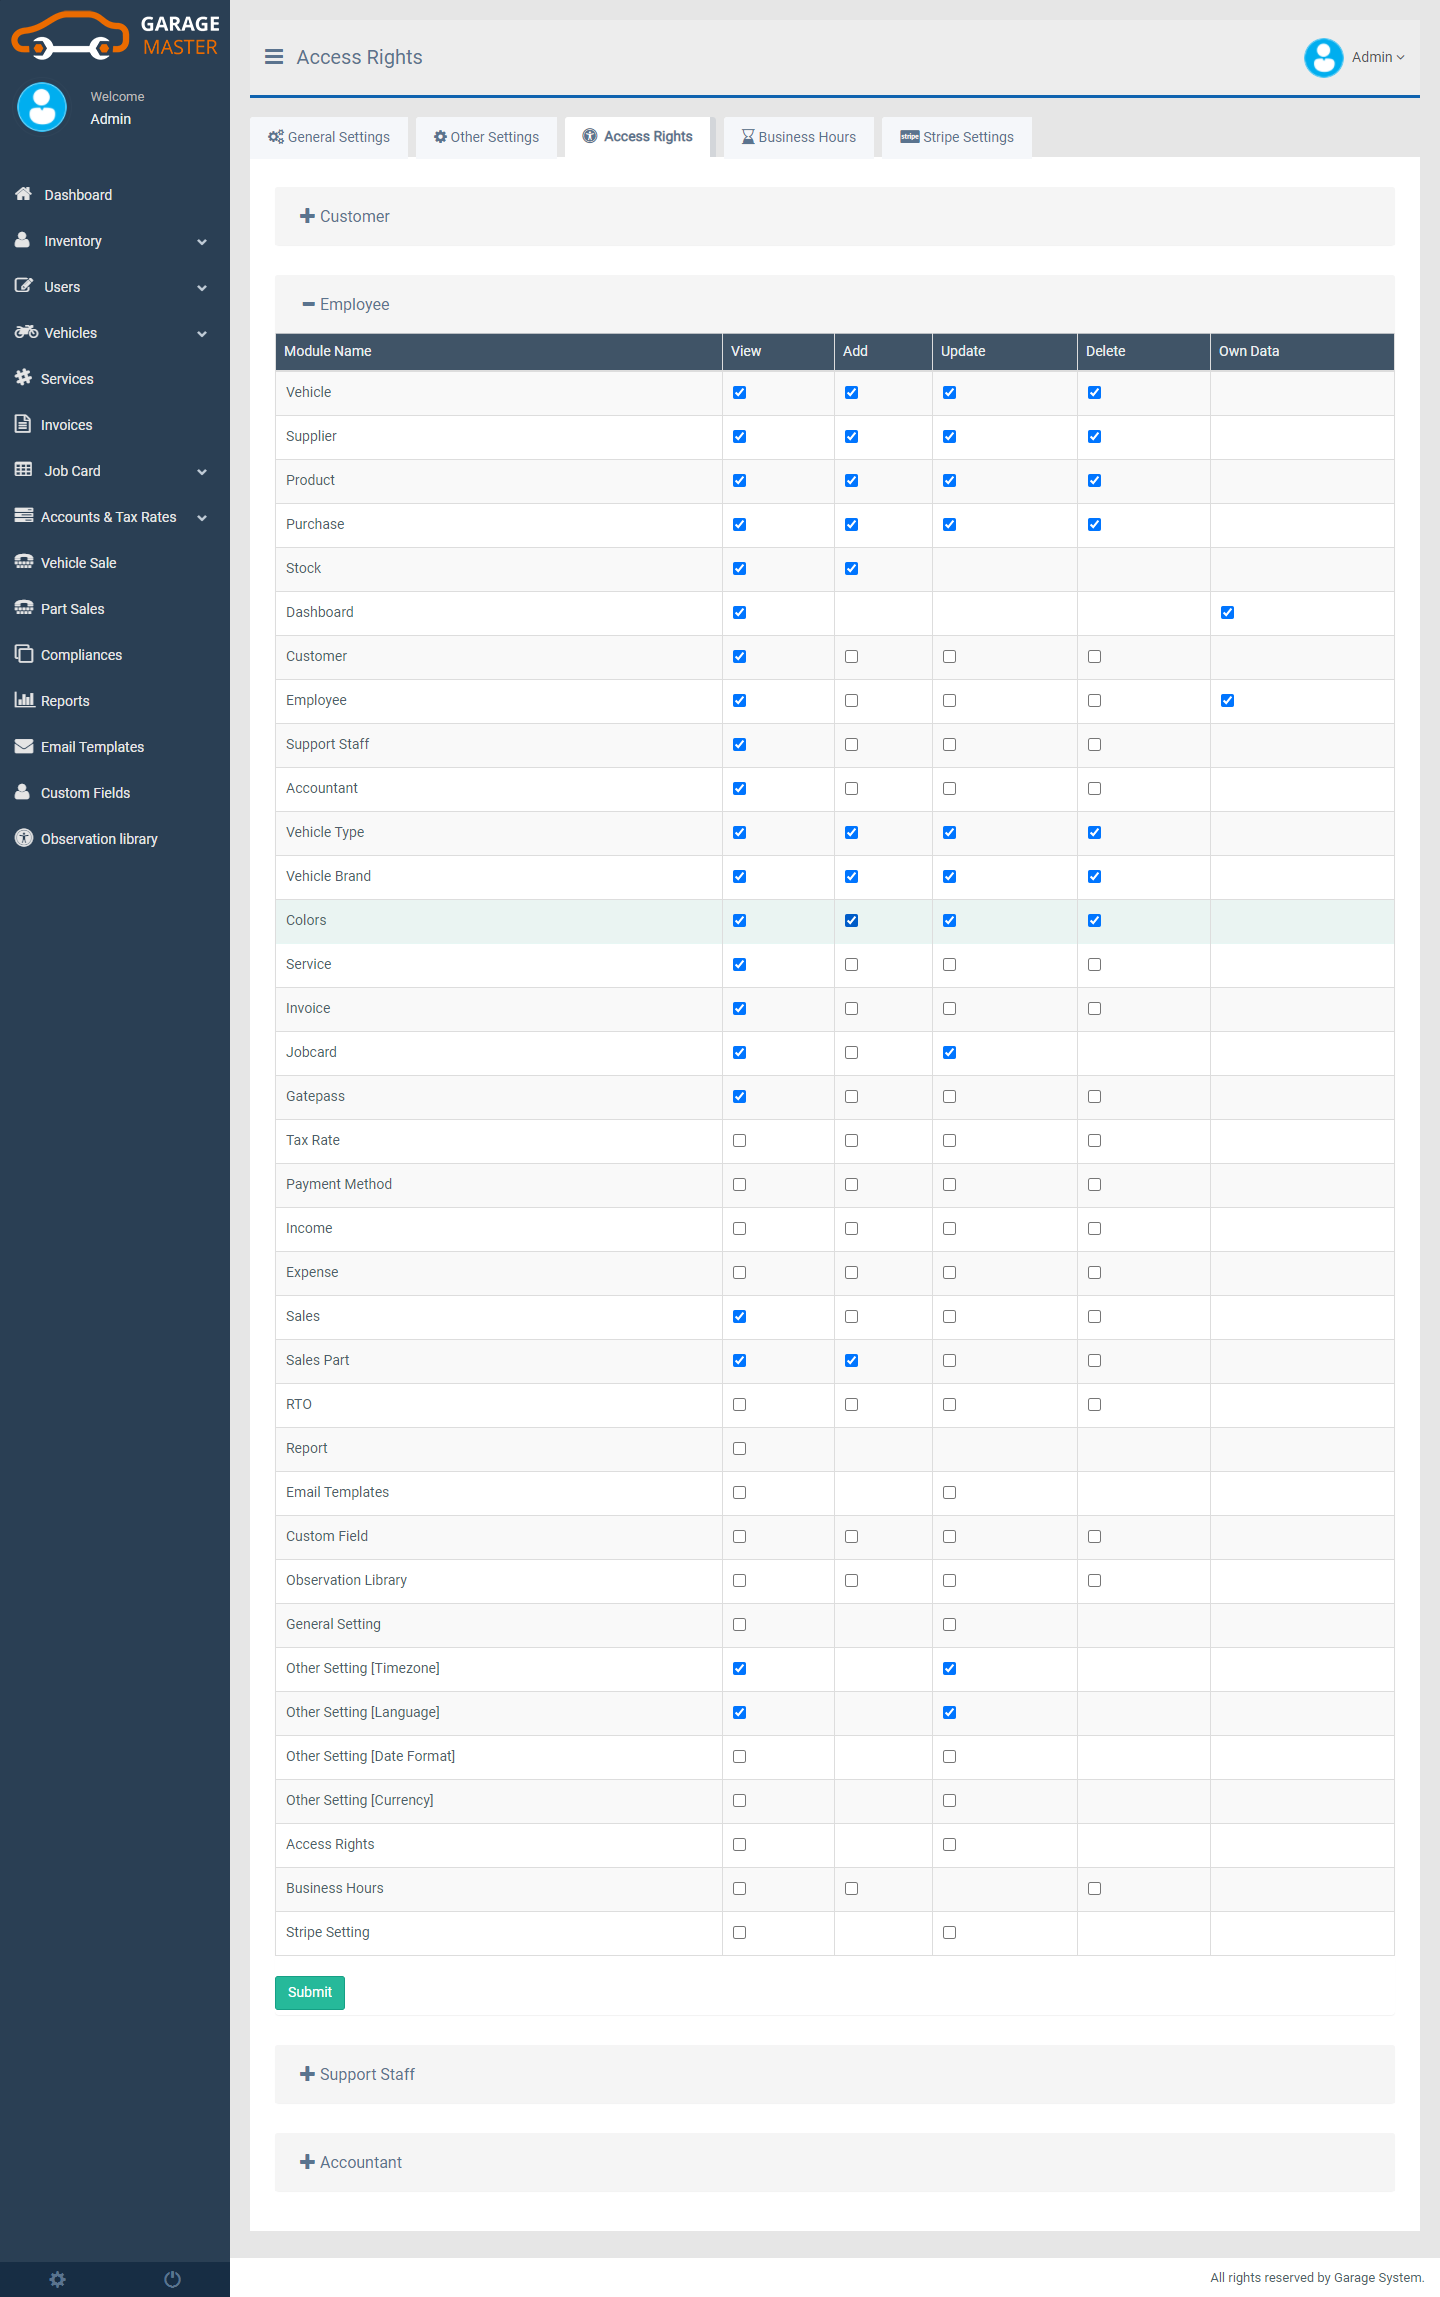 GARAGE
MASTER
Welcome
Admin
Dashboard
Inventory
Users
Vehicles
Services
Invoices
Job Card
Accounts & Tax Rates
Vehicle Sale
Part Sales
Compliances
Reports
Email Templates
Custom Fields
Observation library
Access Rights
Admin
General Settings
Other Settings
Access Rights
Business Hours
stripe Stripe Settings
Customer
Employee
Module Name View Add Update Delete Own Data
Vehicle
Supplier
Product
Purchase
Stock
Dashboard
Customer
Employee
Support Staff
Accountant
Vehicle Type
Vehicle Brand
Colors
Service
Invoice
Jobcard
Gatepass
Tax Rate
Payment Method
Income
Expense
Sales
Sales Part
RTO
Report
Email Templates
Custom Field
Observation Library
General Setting
Other Setting [Timezone]
Other Setting [Language]
Other Setting [Date Format]
Other Setting [Currency]
Access Rights
Business Hours
Stripe Setting
Submit
Support Staff
Accountant
All rights reserved by Garage System.